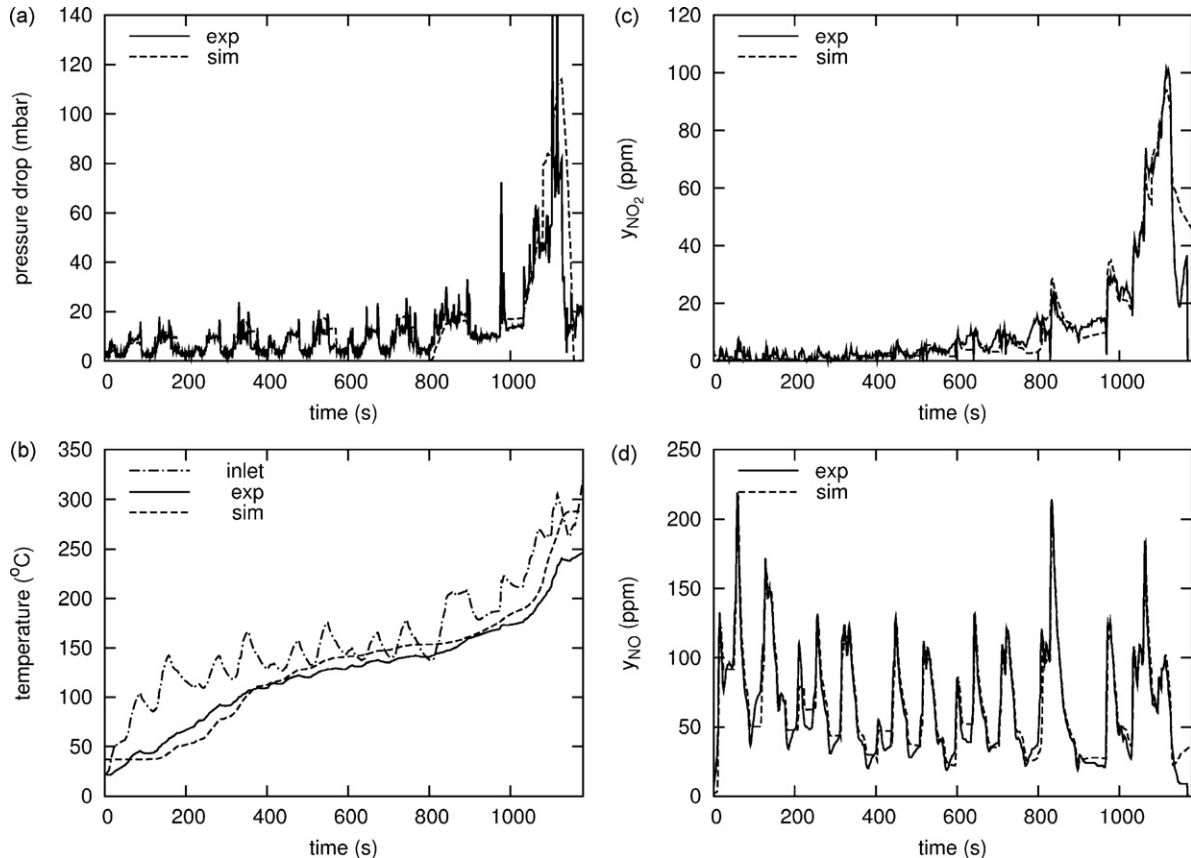 (a)
140
120
100
80
60
40
20
0
exp
sim
pressure drop (mbar)
0 200 400 600 800 1000
time (s)
(c)
120
100
80
60
40
20
0
exp
sim
yNO2 (ppm)
0 200 400 600 800 1000
time (s)
(b)
350
300
250
200
150
100
50
0
inlet
exp
sim
temperature (°C)
0 200 400 600 800 1000
time (s)
(d)
250
200
150
100
50
0
exp
sim
yNO (ppm)
0 200 400 600 800 1000
time (s)